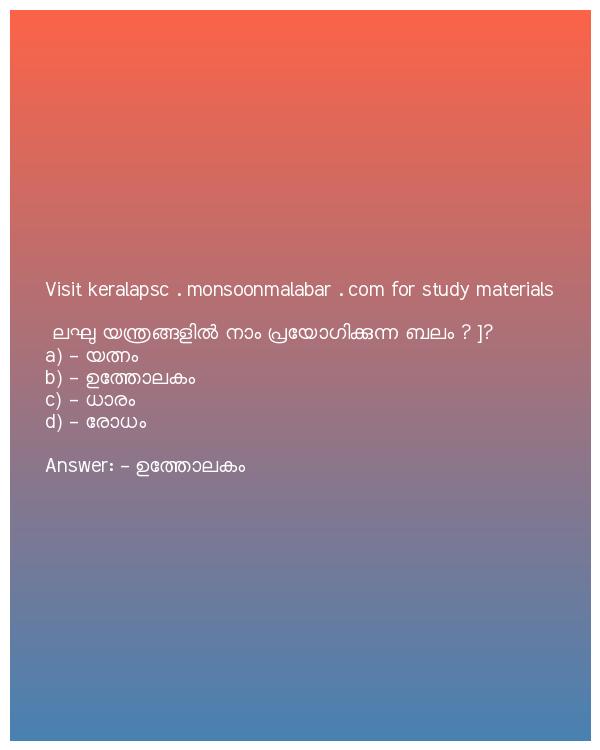 Visit keralapsc . monsoonmalabar . com for study materials
ലഘു യന്ത്രങ്ങളിൽ നാം പ്രയോഗിക്കുന്ന ബലം ? ]?
a) - യത്നം
b) - ഉത്തോലകം
c) - ധാരം
d) - രോധം
Answer: - ഉത്തോലകം